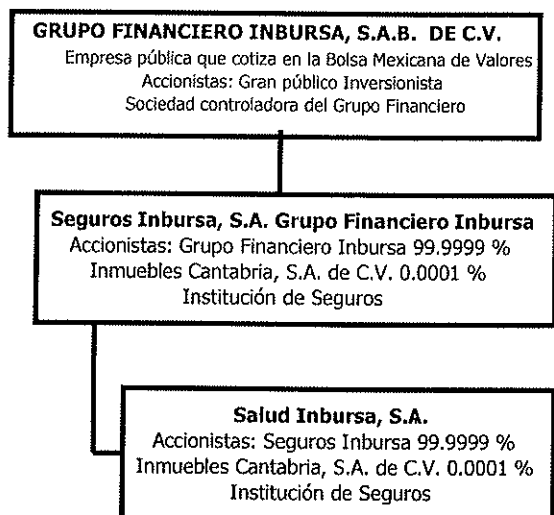 GRUPO FINANCIERO INBURSA, S.A.B. DE C.V.
Empresa pública que cotiza en la Bolsa Mexicana de Valores
Accionistas: Gran público Inversionista
Sociedad controladora del Grupo Financiero
Seguros Inbursa, S.A. Grupo Financiero Inbursa
Accionistas: Grupo Financiero Inbursa 99.9999 %
Inmuebles Cantabria, S.A. de C.V. 0.0001 %
Institución de Seguros
Salud Inbursa, S.A.
Accionistas: Seguros Inbursa 99.9999 %
Inmuebles Cantabria, S.A. de C.V. 0.0001 %
Institución de Seguros